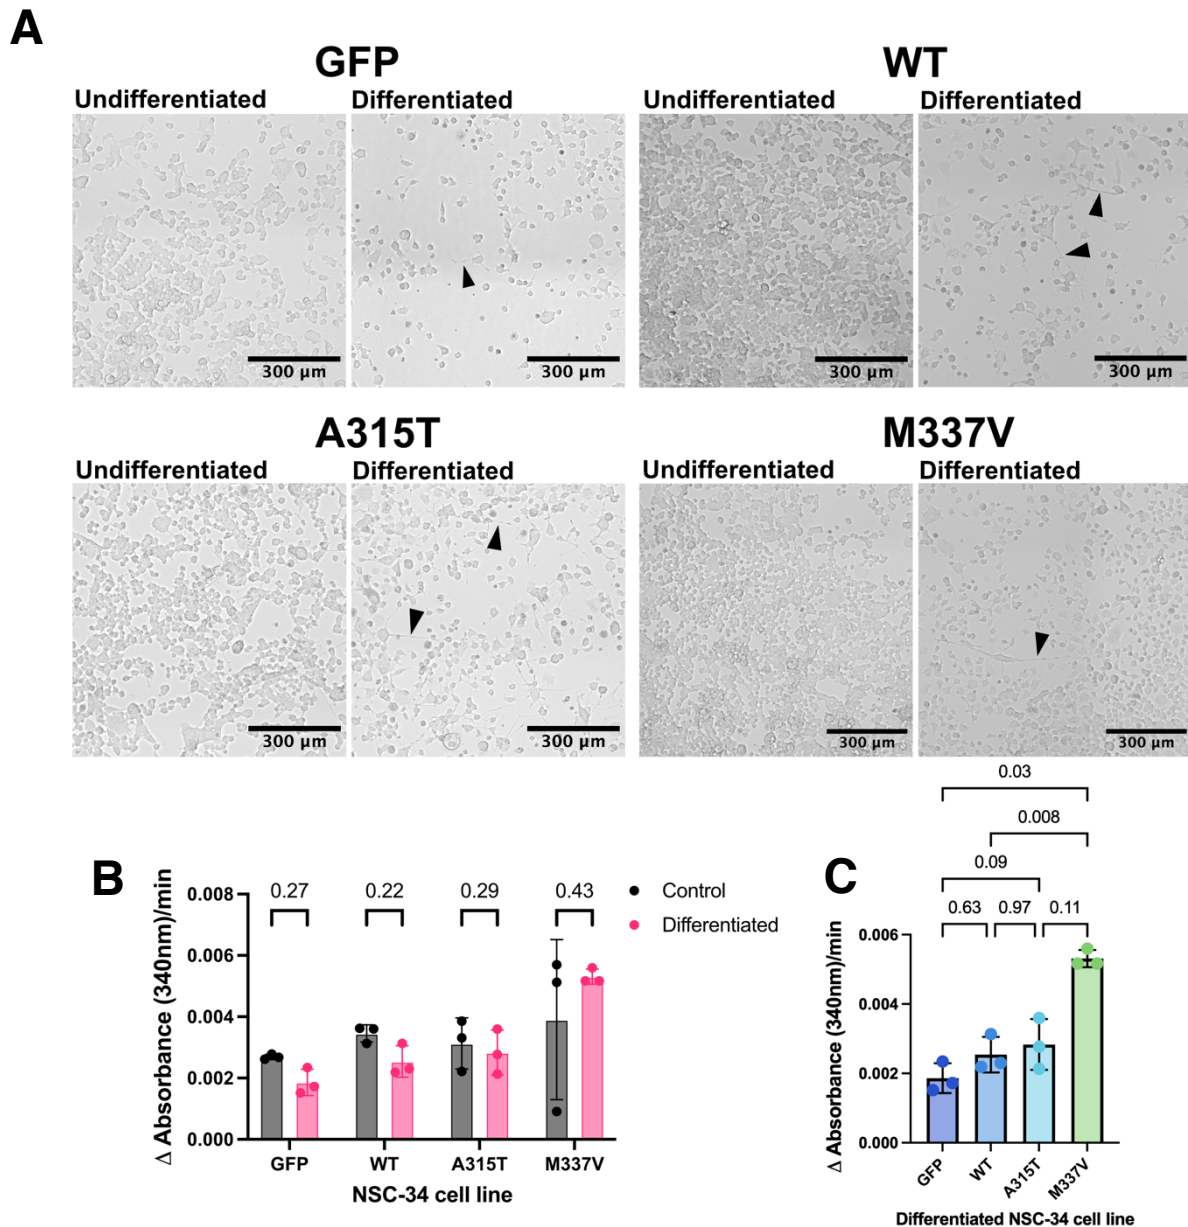 A
GFP
WT
Undifferentiated
Differentiated
Undifferentiated
Differentiated
300 µm
300 µm
300 µm
300 µm
A315T
M337V
Undifferentiated
Differentiated
Undifferentiated
Differentiated
300 µm
300 µm
300 µm
300 µm
B
Δ Absorbance (340nm)/min
0.008
0.006
0.004
0.002
0.000
0.27
0.22
0.29
0.43
Control
Differentiated
GFP
WT
A315T
M337V
NSC-34 cell line
C
0.03
0.008
0.09
0.63
0.97
0.11
Δ Absorbance (340nm)/min
0.006
0.004
0.002
0.000
GFP
WT
A315T
M337V
Differentiated NSC-34 cell line